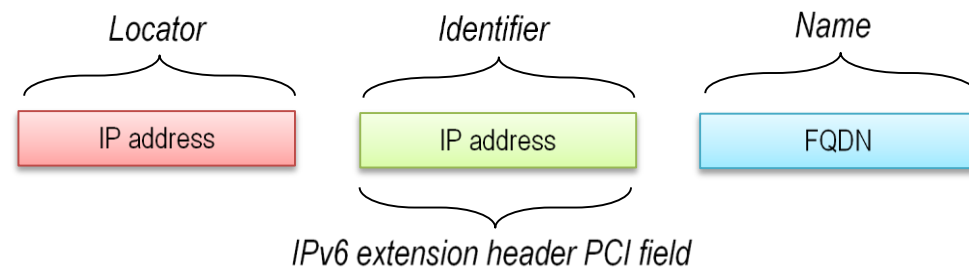 Locator
Identifier
Name
IP address
IP address
FQDN
IPv6 extension header PCI field